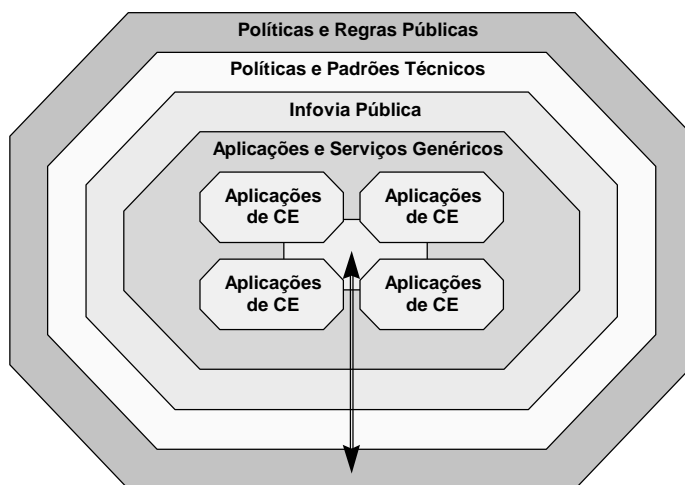 Políticas e Regras Públicas
Políticas e Padrões Técnicos
Infovia Pública
Aplicações e Serviços Genéricos
Aplicações
de CE
Aplicações
de CE
Aplicações
de CE
Aplicações
de CE